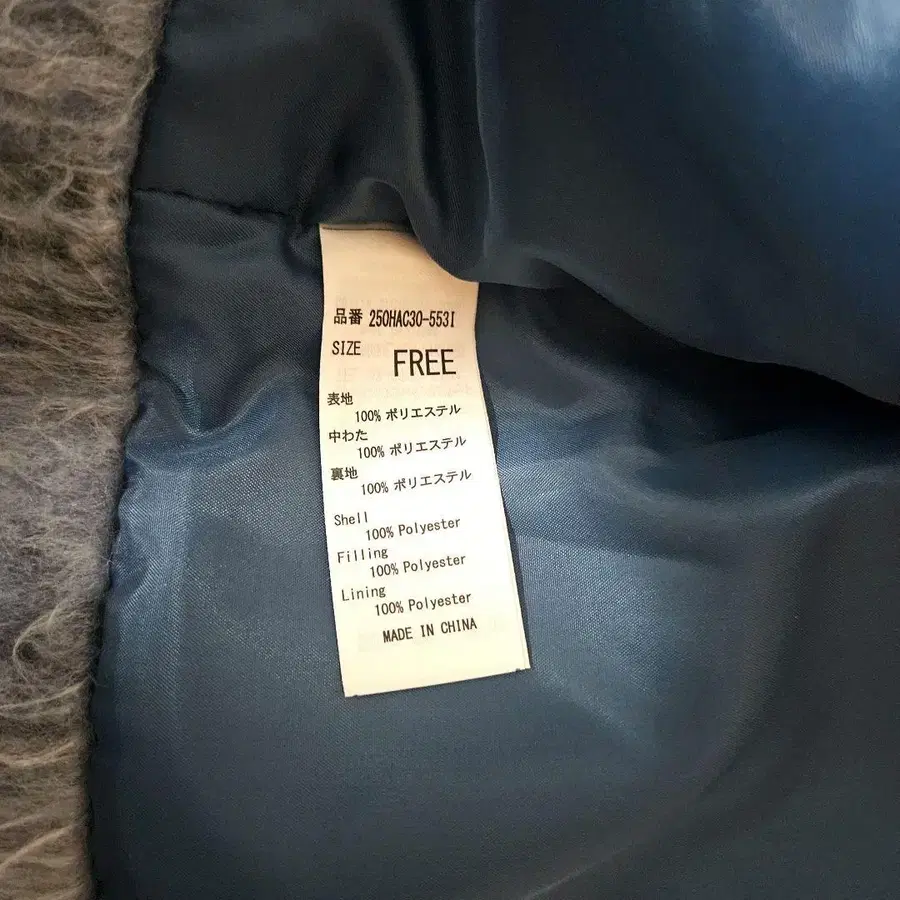 品番 250HAC30-553I
SIZE FREE
表地
100% ポリエステル
中わた
100% ポリエステル
裏地
100% ポリエステル
Shell
100% Polyester
Filling
100% Polyester
Lining
100% Polyester
MADE IN CHINA